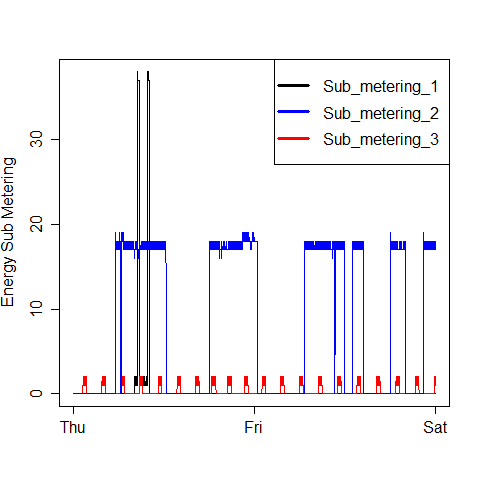 Sub_metering_1
Sub_metering_2
Sub_metering_3
Energy Sub Metering
30
20
10
0
Thu Fri Sat